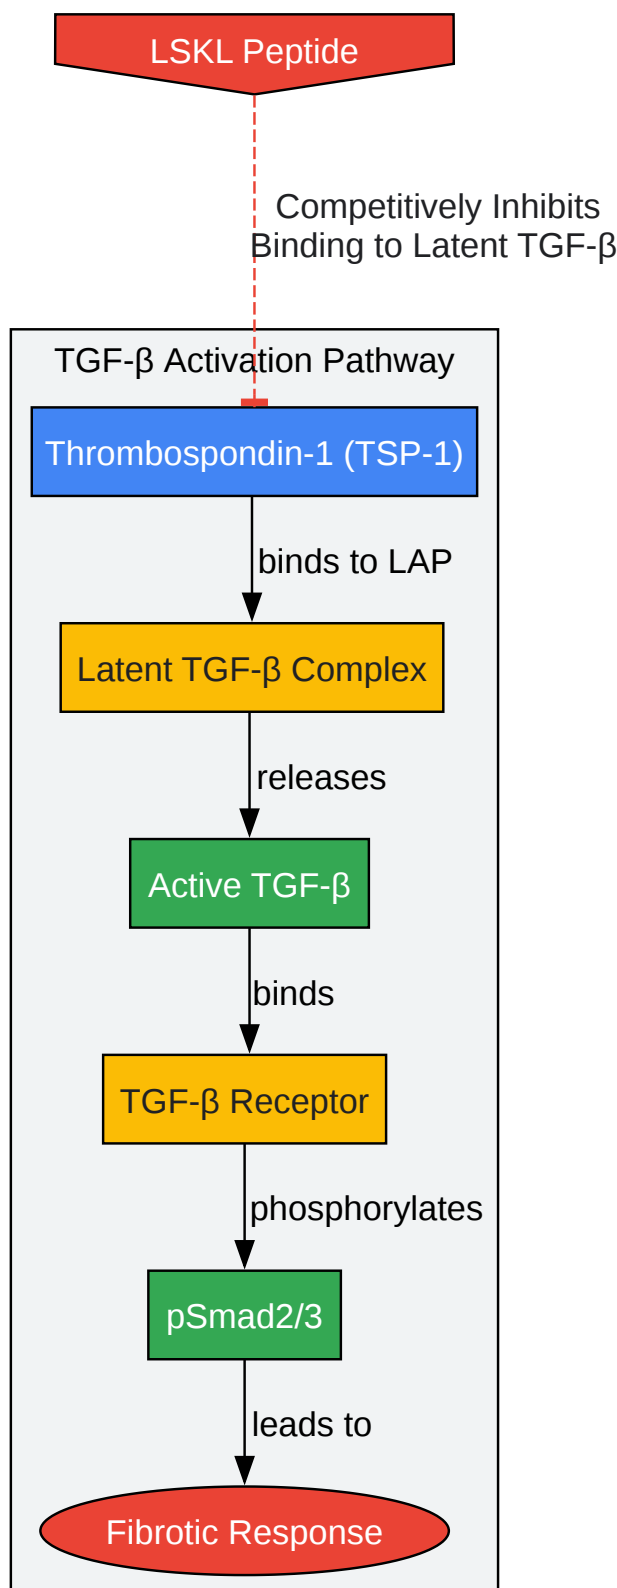 LSKL Peptide
Competitively Inhibits
Binding to Latent TGF-β
TGF-β Activation Pathway
Thrombospondin-1 (TSP-1)
binds to LAP
Latent TGF-β Complex
releases
Active TGF-β
binds
TGF-β Receptor
phosphorylates
pSmad2/3
leads to
Fibrotic Response